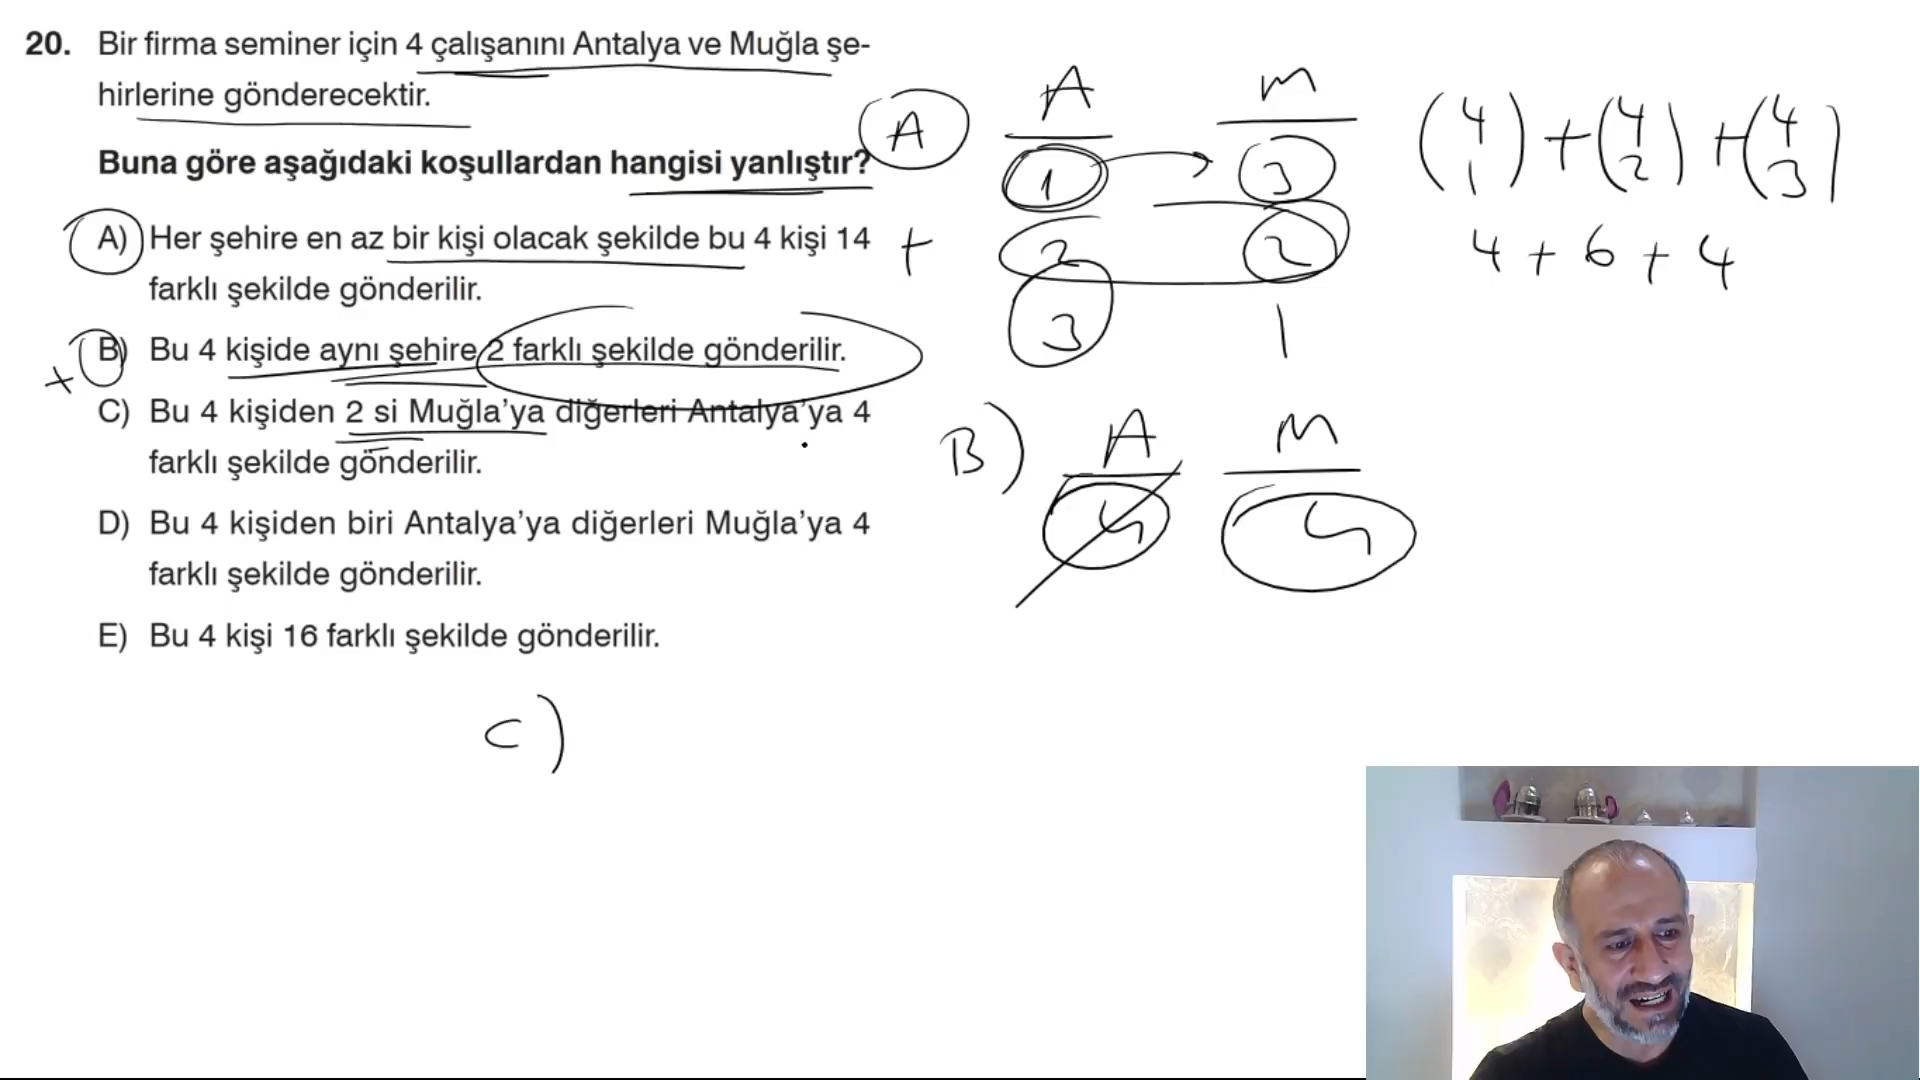 20. Bir firma seminer için 4 çalışanını Antalya ve Muğla şe-
hirlerine gönderecektir.
Buna göre aşağıdaki koşullardan hangisi yanlıştır?
A) Her şehire en az bir kişi olacak şekilde bu 4 kişi 14
farklı şekilde gönderilir.
B) Bu 4 kişide aynı şehire 2 farklı şekilde gönderilir.
C) Bu 4 kişiden 2 si Muğla’ya diğerleri Antalya’ya 4
farklı şekilde gönderilir.
D) Bu 4 kişiden biri Antalya’ya diğerleri Muğla’ya 4
farklı şekilde gönderilir.
E) Bu 4 kişi 16 farklı şekilde gönderilir.
+
C)
A
A M
1 3
+ 2 2
3 1
(4 1) + (4 2) + (4 3)
4 + 6 + 4
B) A M
4 4